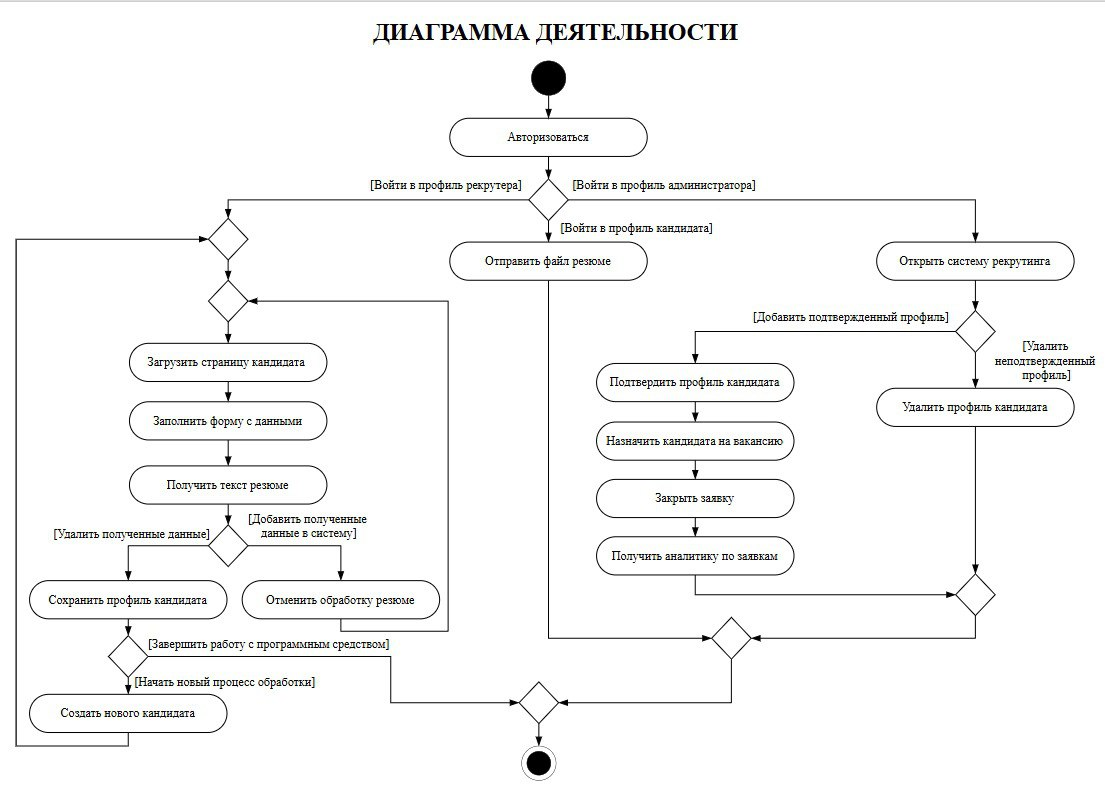 ДИАГРАММА ДЕЯТЕЛЬНОСТИ
Авторизоваться
[Войти в профиль рекрутера]
[Войти в профиль администратора]
[Войти в профиль кандидата]
Отправить файл резюме
Открыть систему рекрутинга
[Добавить подтвержденный профиль]
[Удалить
неподтвержденный
профиль]
Загрузить страницу кандидата
Подтвердить профиль кандидата
Удалить профиль кандидата
Заполнить форму с данными
Назначить кандидата на вакансию
Получить текст резюме
Закрыть заявку
[Удалить полученные данные]
[Добавить полученные
данные в систему]
Получить аналитику по заявкам
Сохранить профиль кандидата
Отменить обработку резюме
[Завершить работу с программным средством]
[Начать новый процесс обработки]
Создать нового кандидата